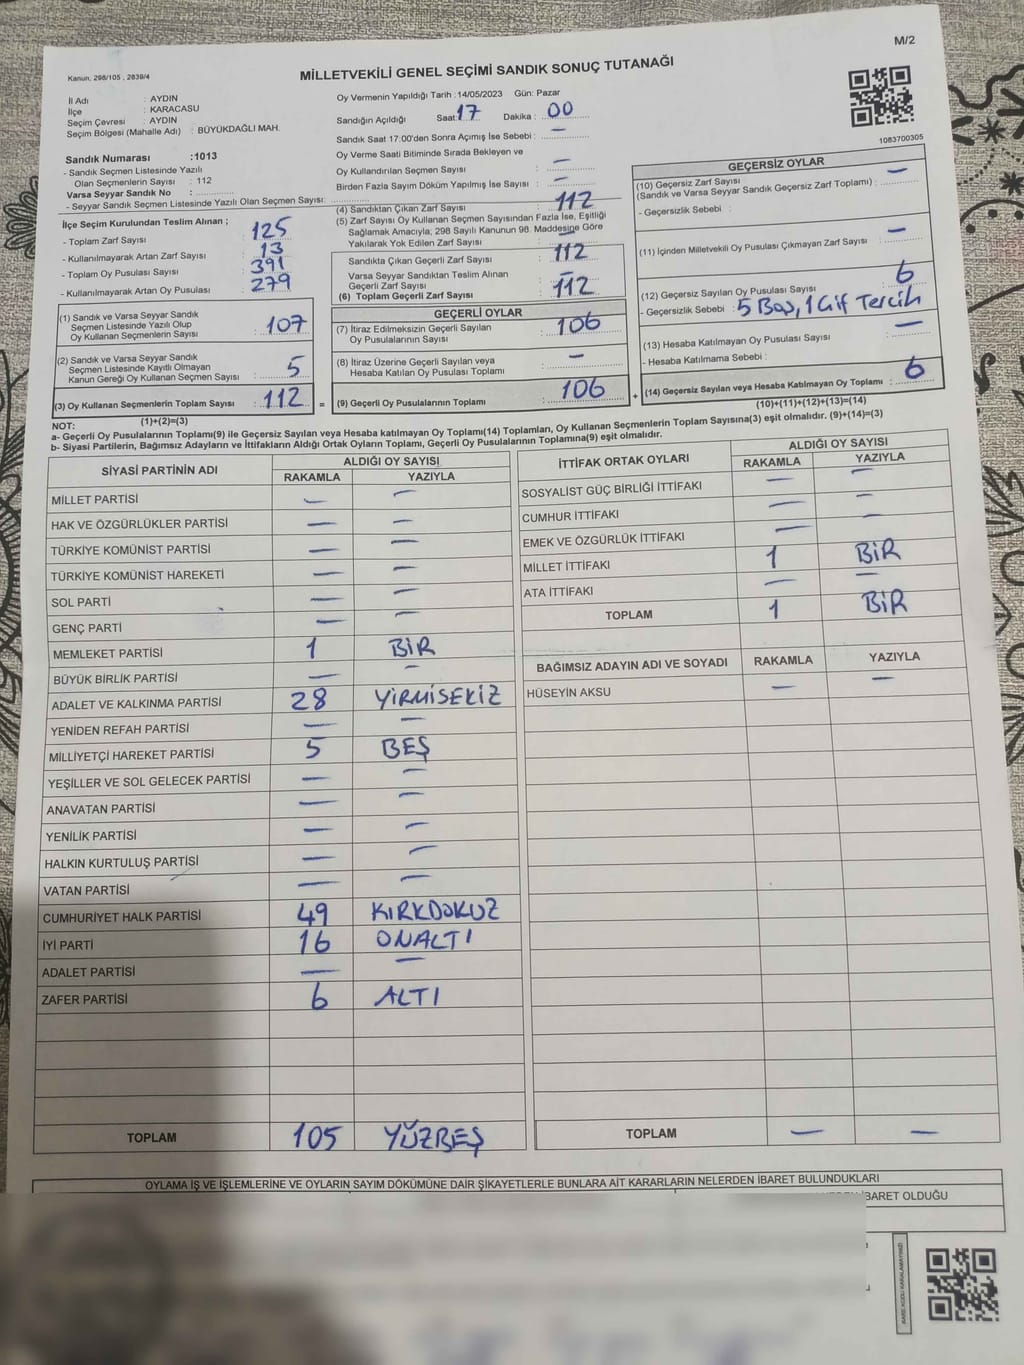 M/2
Kanun, 298/105 , 2839/4
MİLLETVEKİLİ GENEL SEÇİMİ SANDIK SONUÇ TUTANAĞI
İl Adı : AYDIN
İlçe : KARACASU
Seçim Çevresi : AYDIN
Seçim Bölgesi (Mahalle Adı) : BÜYÜKDAĞLI MAH.
Sandık Numarası :1013
- Sandık Seçmen Listesinde Yazılı
Olan Seçmenlerin Sayısı : 112
Varsa Seyyar Sandık No :
- Seyyar Sandık Seçmen Listesinde Yazılı Olan Seçmen Sayısı:
Oy Vermenin Yapıldığı Tarih :14/05/2023 Gün: Pazar
Sandığın Açıldığı Saat: 17 Dakika : 00
Sandık Saat 17:00'den Sonra Açımış İse Sebebi : —
Oy Verme Saati Bitiminde Sırada Bekleyen ve
Oy Kullandırılan Seçmen Sayısı : —
Birden Fazla Sayım Döküm Yapılmış İse Sayısı : —
1083700305
İlçe Seçim Kurulundan Teslim Alınan ;
- Toplam Zarf Sayısı : 125
- Kullanılmayarak Artan Zarf Sayısı : 13
- Toplam Oy Pusulası Sayısı : 391
- Kullanılmayarak Artan Oy Pusulası : 279
(4) Sandıktan Çıkan Zarf Sayısı : 112
(5) Zarf Sayısı Oy Kullanan Seçmen Sayısından Fazla İse, Eşitliği
Sağlamak Amacıyla; 298 Sayılı Kanunun 98. Maddesine Göre
Yakılarak Yok Edilen Zarf Sayısı : —
Sandıkta Çıkan Geçerli Zarf Sayısı : 112
Varsa Seyyar Sandıktan Teslim Alınan
Geçerli Zarf Sayısı : —
(6) Toplam Geçerli Zarf Sayısı : 112
GEÇERSİZ OYLAR
(10) Geçersiz Zarf Sayısı
(Sandık ve Varsa Seyyar Sandık Geçersiz Zarf Toplamı) : —
- Geçersizlik Sebebi :
(11) İçinden Milletvekili Oy Pusulası Çıkmayan Zarf Sayısı : —
(12) Geçersiz Sayılan Oy Pusulası Sayısı : 6
- Geçersizlik Sebebi : 5 Boş, 1 Çift Tercih
(13) Hesaba Katılmayan Oy Pusulası Sayısı : —
- Hesaba Katılmama Sebebi :
(14) Geçersiz Sayılan veya Hesaba Katılmayan Oy Toplamı : 6
(10)+(11)+(12)+(13)=(14)
(1) Sandık ve Varsa Seyyar Sandık
Seçmen Listesinde Yazılı Olup
Oy Kullanan Seçmenlerin Sayısı : 107
(2) Sandık ve Varsa Seyyar Sandık
Seçmen Listesinde Kayıtlı Olmayan
Kanun Gereği Oy Kullanan Seçmen Sayısı : 5
(3) Oy Kullanan Seçmenlerin Toplam Sayısı : 112 =
(1)+(2)=(3)
GEÇERLİ OYLAR
(7) İtiraz Edilmeksizin Geçerli Sayılan
Oy Pusulalarının Sayısı : 106
(8) İtiraz Üzerine Geçerli Sayılan veya
Hesaba Katılan Oy Pusulası Toplamı : —
(9) Geçerli Oy Pusulalarının Toplamı : 106 +
NOT:
a- Geçerli Oy Pusulalarının Toplamı(9) ile Geçersiz Sayılan veya Hesaba katılmayan Oy Toplamı(14) Toplamları, Oy Kullanan Seçmenlerin Toplam Sayısına(3) eşit olmalıdır. (9)+(14)=(3)
b- Siyasi Partilerin, Bağımsız Adayların ve İttifakların Aldığı Ortak Oyların Toplamı, Geçerli Oy Pusulalarının Toplamına(9) eşit olmalıdır.
SİYASİ PARTİNİN ADI ALDIĞI OY SAYISI
RAKAMLA YAZIYLA
MİLLET PARTİSİ — —
HAK VE ÖZGÜRLÜKLER PARTİSİ — —
TÜRKİYE KOMÜNİST PARTİSİ — —
TÜRKİYE KOMÜNİST HAREKETİ — —
SOL PARTİ — —
GENÇ PARTİ — —
MEMLEKET PARTİSİ 1 BİR
BÜYÜK BİRLİK PARTİSİ — —
ADALET VE KALKINMA PARTİSİ 28 YİRMİSEKİZ
YENİDEN REFAH PARTİSİ — —
MİLLİYETÇİ HAREKET PARTİSİ 5 BEŞ
YEŞİLLER VE SOL GELECEK PARTİSİ — —
ANAVATAN PARTİSİ — —
YENİLİK PARTİSİ — —
HALKIN KURTULUŞ PARTİSİ — —
VATAN PARTİSİ — —
CUMHURİYET HALK PARTİSİ 49 KIRKDOKUZ
İYİ PARTİ 16 ONALTI
ADALET PARTİSİ — —
ZAFER PARTİSİ 6 ALTI
TOPLAM 105 YÜZBEŞ
İTTİFAK ORTAK OYLARI ALDIĞI OY SAYISI
RAKAMLA YAZIYLA
SOSYALİST GÜÇ BİRLİĞİ İTTİFAKI — —
CUMHUR İTTİFAKI — —
EMEK VE ÖZGÜRLÜK İTTİFAKI — —
MİLLET İTTİFAKI 1 BİR
ATA İTTİFAKI — —
TOPLAM 1 BİR
BAĞIMSIZ ADAYIN ADI VE SOYADI RAKAMLA YAZIYLA
HÜSEYİN AKSU — —
TOPLAM — —
OYLAMA İŞ VE İŞLEMLERİNE VE OYLARIN SAYIM DÖKÜMÜNE DAİR ŞİKAYETLERLE BUNLARA AİT KARARLARIN NELERDEN İBARET BULUNDUKLARI
İBARET OLDUĞU
KARE KODU KARALAMAYINIZ!